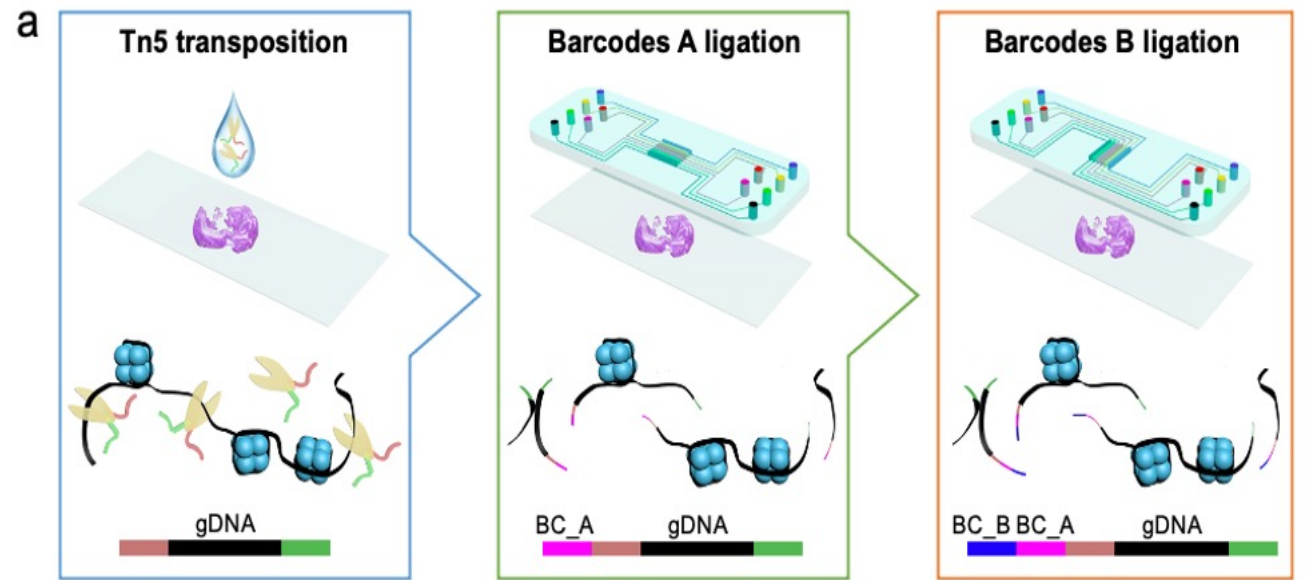 a
Tn5 transposition
Barcodes A ligation
Barcodes B ligation
gDNA
BC_A
gDNA
BC_B
BC_A
gDNA